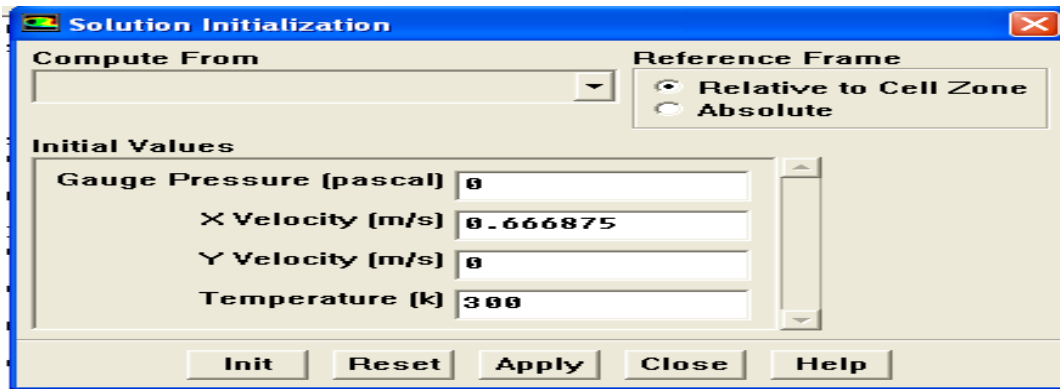 Solution Initialization
Compute From
Reference Frame
Relative to Cell Zone
Absolute
Initial Values
Gauge Pressure (pascal) 0
X Velocity (m/s) 0.666875
Y Velocity (m/s) 0
Temperature (k) 300
Init Reset Apply Close Help